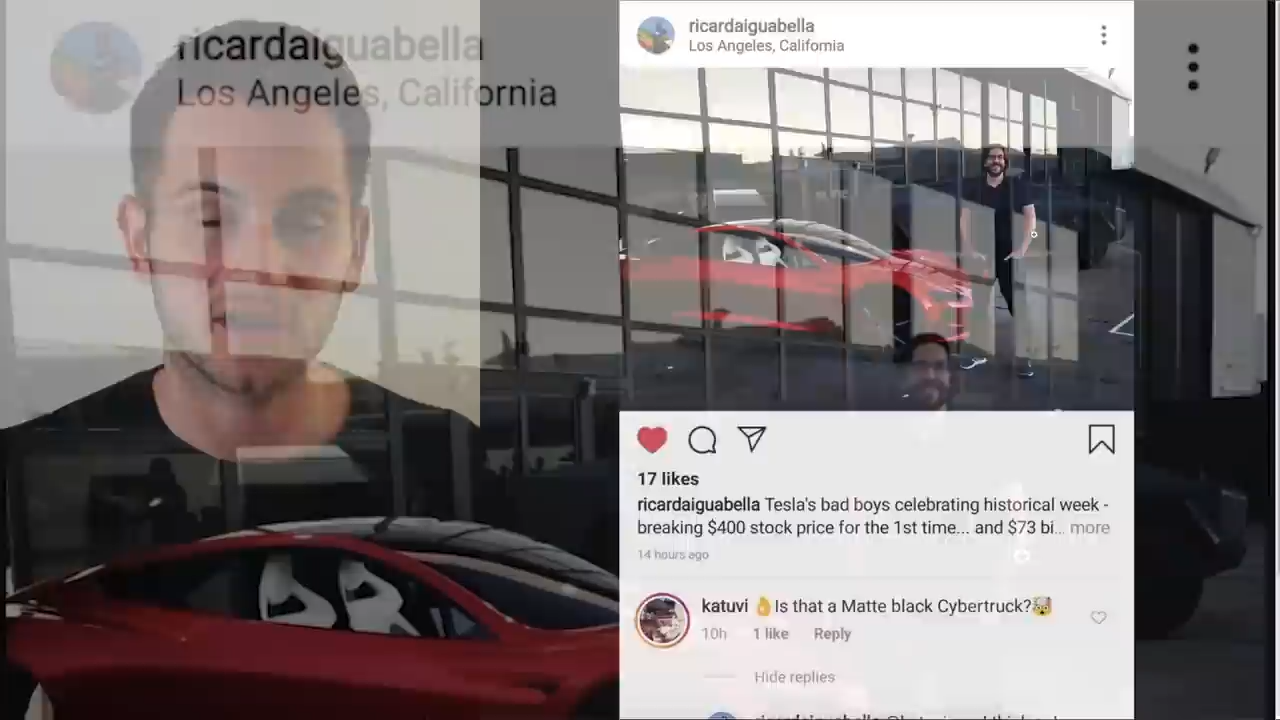 ricardaiguabella
Los Angeles, California
ricardaiguabella
Los Angeles, California
17 likes
ricardaiguabella Tesla's bad boys celebrating historical week -
breaking $400 stock price for the 1st time... and $73 bi... more
14 hours ago
katuvi 👌Is that a Matte black Cybertruck?🤯
10h 1 like Reply
Hide replies